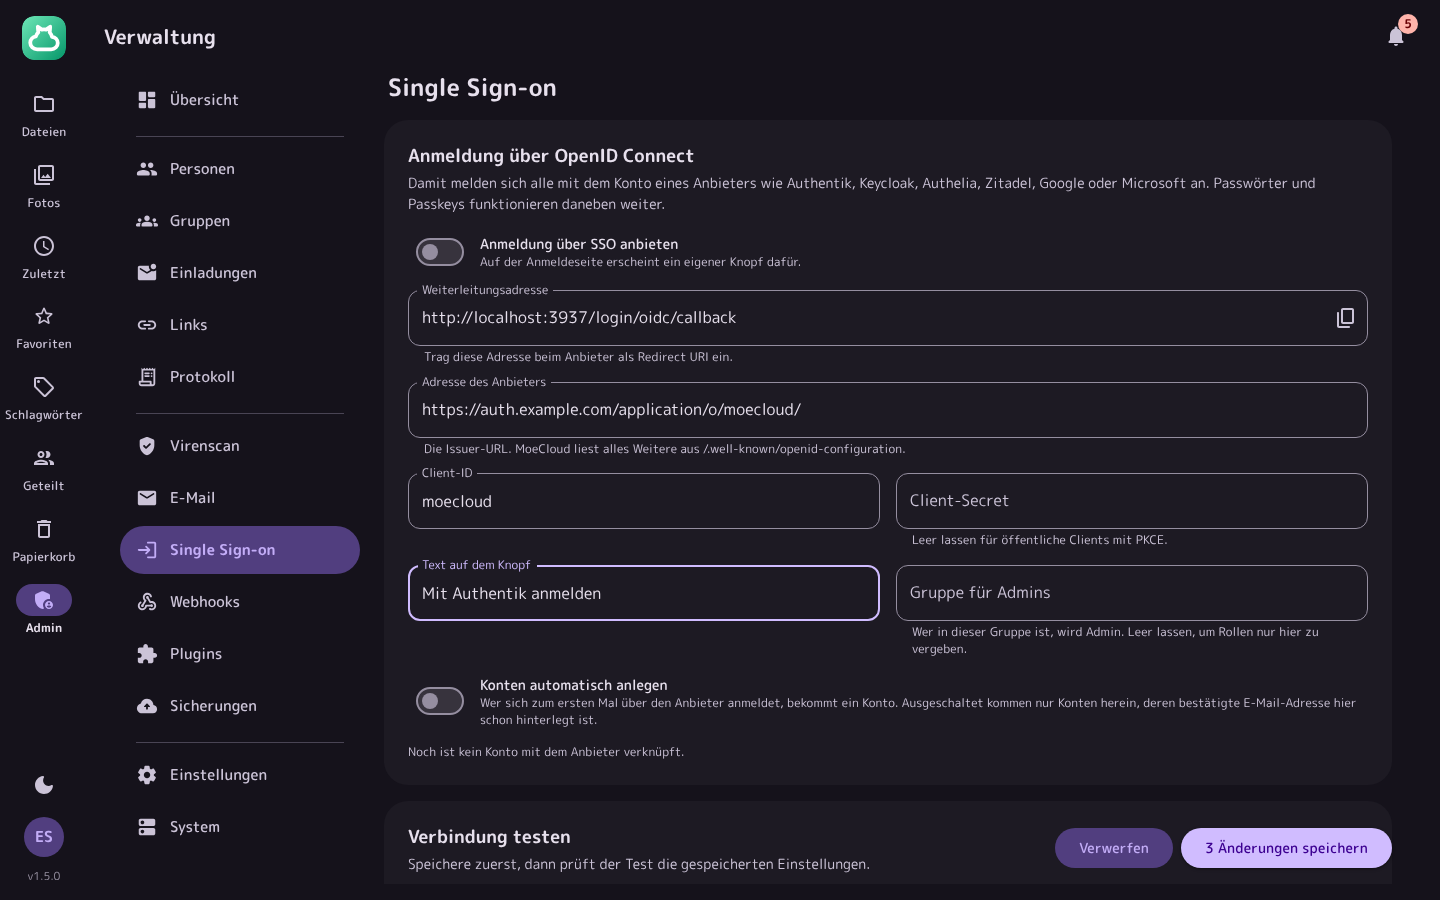 Verwaltung
5
Dateien
Fotos
Zuletzt
Favoriten
Schlagwörter
Geteilt
Papierkorb
Admin
ES
v1.5.0
Übersicht
Personen
Gruppen
Einladungen
Links
Protokoll
Virenscan
E-Mail
Single Sign-on
Webhooks
Plugins
Sicherungen
Einstellungen
System
Single Sign-on
Anmeldung über OpenID Connect
Damit melden sich alle mit dem Konto eines Anbieters wie Authentik, Keycloak, Authelia, Zitadel, Google oder Microsoft an. Passwörter und
Passkeys funktionieren daneben weiter.
Anmeldung über SSO anbieten
Auf der Anmeldeseite erscheint ein eigener Knopf dafür.
Weiterleitungsadresse
http://localhost:3937/login/oidc/callback
Trag diese Adresse beim Anbieter als Redirect URI ein.
Adresse des Anbieters
https://auth.example.com/application/o/moecloud/
Die Issuer-URL. MoeCloud liest alles Weitere aus /.well-known/openid-configuration.
Client-ID
moecloud
Client-Secret
Leer lassen für öffentliche Clients mit PKCE.
Text auf dem Knopf
Mit Authentik anmelden
Gruppe für Admins
Wer in dieser Gruppe ist, wird Admin. Leer lassen, um Rollen nur hier zu
vergeben.
Konten automatisch anlegen
Wer sich zum ersten Mal über den Anbieter anmeldet, bekommt ein Konto. Ausgeschaltet kommen nur Konten herein, deren bestätigte E-Mail-Adresse hier
schon hinterlegt ist.
Noch ist kein Konto mit dem Anbieter verknüpft.
Verbindung testen
Speichere zuerst, dann prüft der Test die gespeicherten Einstellungen.
Verwerfen
3 Änderungen speichern